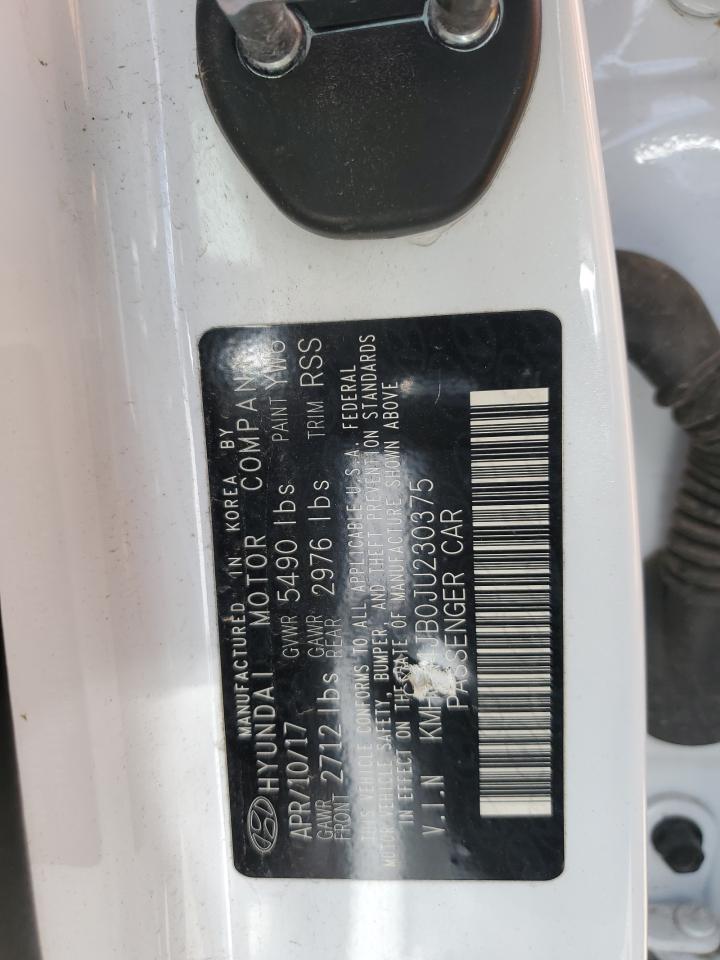 MANUFACTURED IN KOREA BY
HYUNDAI MOTOR COMPANY
APR/10/17 GVWR 5490 lbs PAINT YW6
GAWR FRONT 2712 lbs GAWR REAR 2976 lbs TRIM RSS
THIS VEHICLE CONFORMS TO ALL APPLICABLE U.S.A. FEDERAL
MOTOR VEHICLE SAFETY, BUMPER, AND THEFT PREVENTION STANDARDS
IN EFFECT ON THE DATE OF MANUFACTURE SHOWN ABOVE
V.I.N
PASSENGER CAR